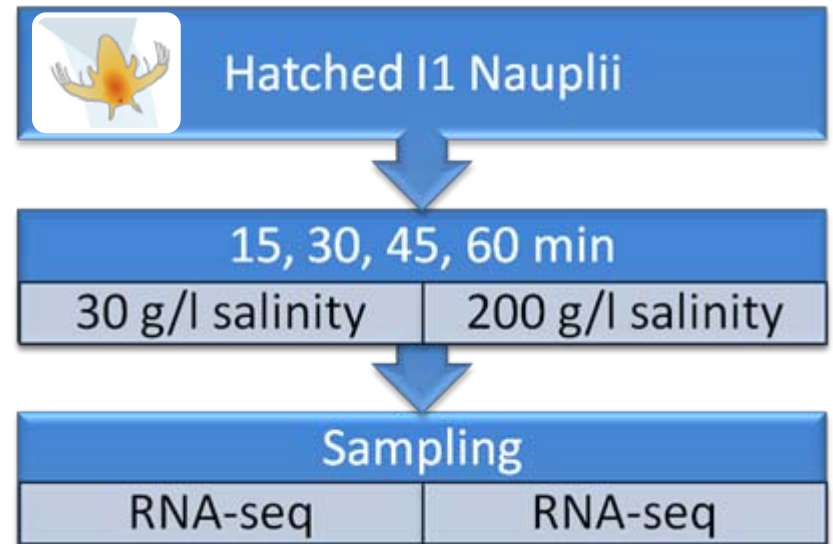 Hatched I1 Nauplii
15, 30, 45, 60 min
30 g/l salinity 200 g/l salinity
Sampling
RNA-seq RNA-seq